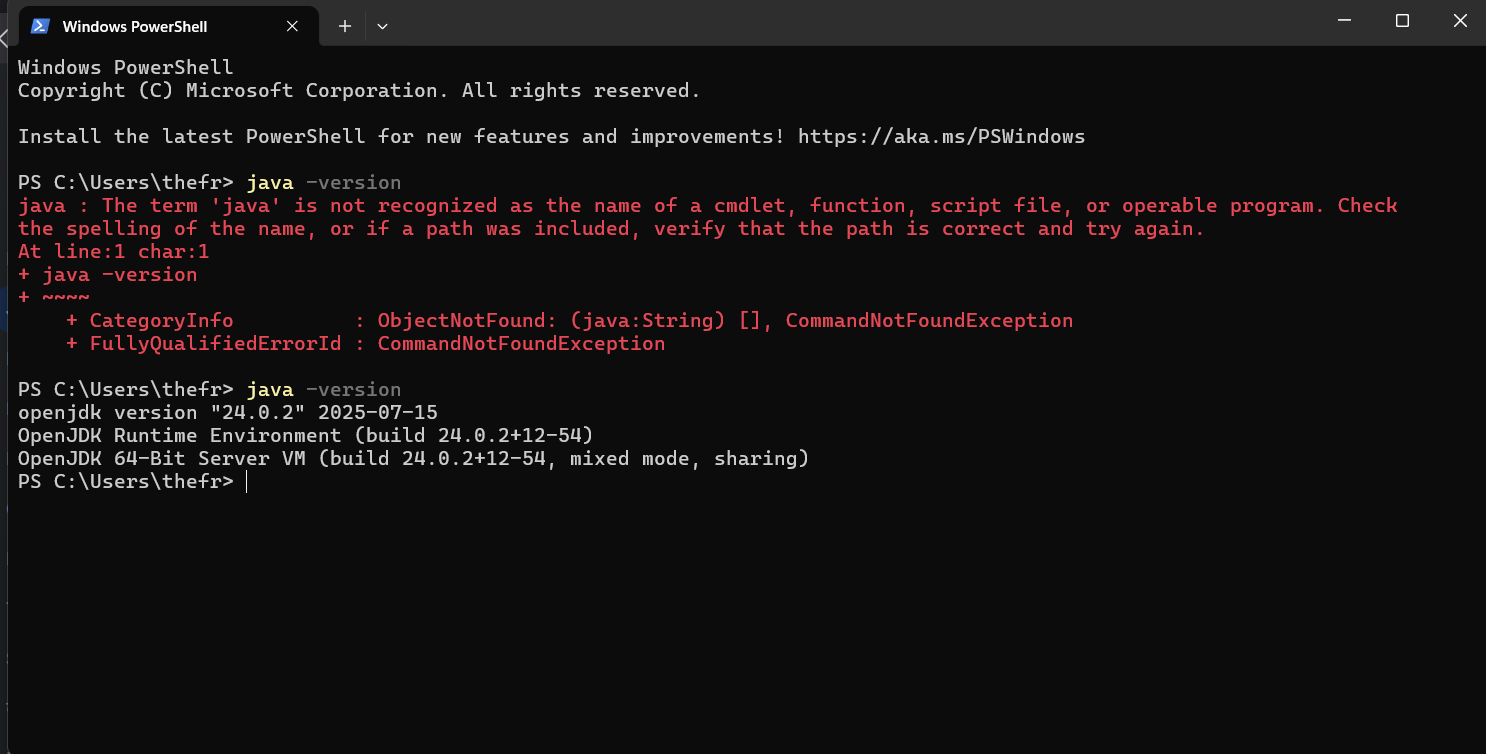 Windows PowerShell
Windows PowerShell
Copyright (C) Microsoft Corporation. All rights reserved.
Install the latest PowerShell for new features and improvements! https://aka.ms/PSWindows
PS C:\Users\thefr> java -version
java : The term 'java' is not recognized as the name of a cmdlet, function, script file, or operable program. Check
the spelling of the name, or if a path was included, verify that the path is correct and try again.
At line:1 char:1
+ java -version
+ ~~~~
    + CategoryInfo          : ObjectNotFound: (java:String) [], CommandNotFoundException
    + FullyQualifiedErrorId : CommandNotFoundException
PS C:\Users\thefr> java -version
openjdk version "24.0.2" 2025-07-15
OpenJDK Runtime Environment (build 24.0.2+12-54)
OpenJDK 64-Bit Server VM (build 24.0.2+12-54, mixed mode, sharing)
PS C:\Users\thefr>